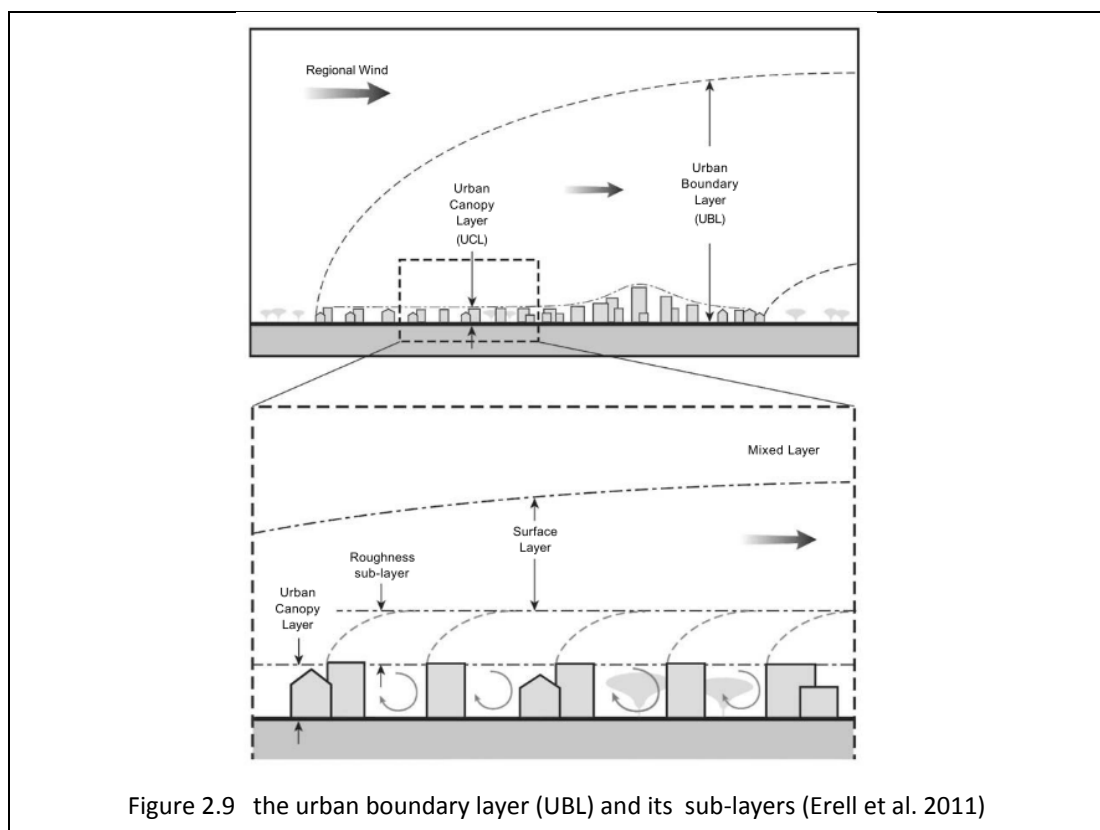 Regional Wind
Urban
Canopy
Layer
(UCL)
Urban
Boundary
Layer
(UBL)
Mixed Layer
Surface
Layer
Roughness
sub-layer
Urban
Canopy
Layer
Figure 2.9 the urban boundary layer (UBL) and its sub-layers (Erell et al. 2011)